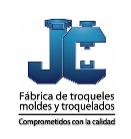 JC
Fábrica de troqueles
moldes y troquelados
Comprometidos con la calidad